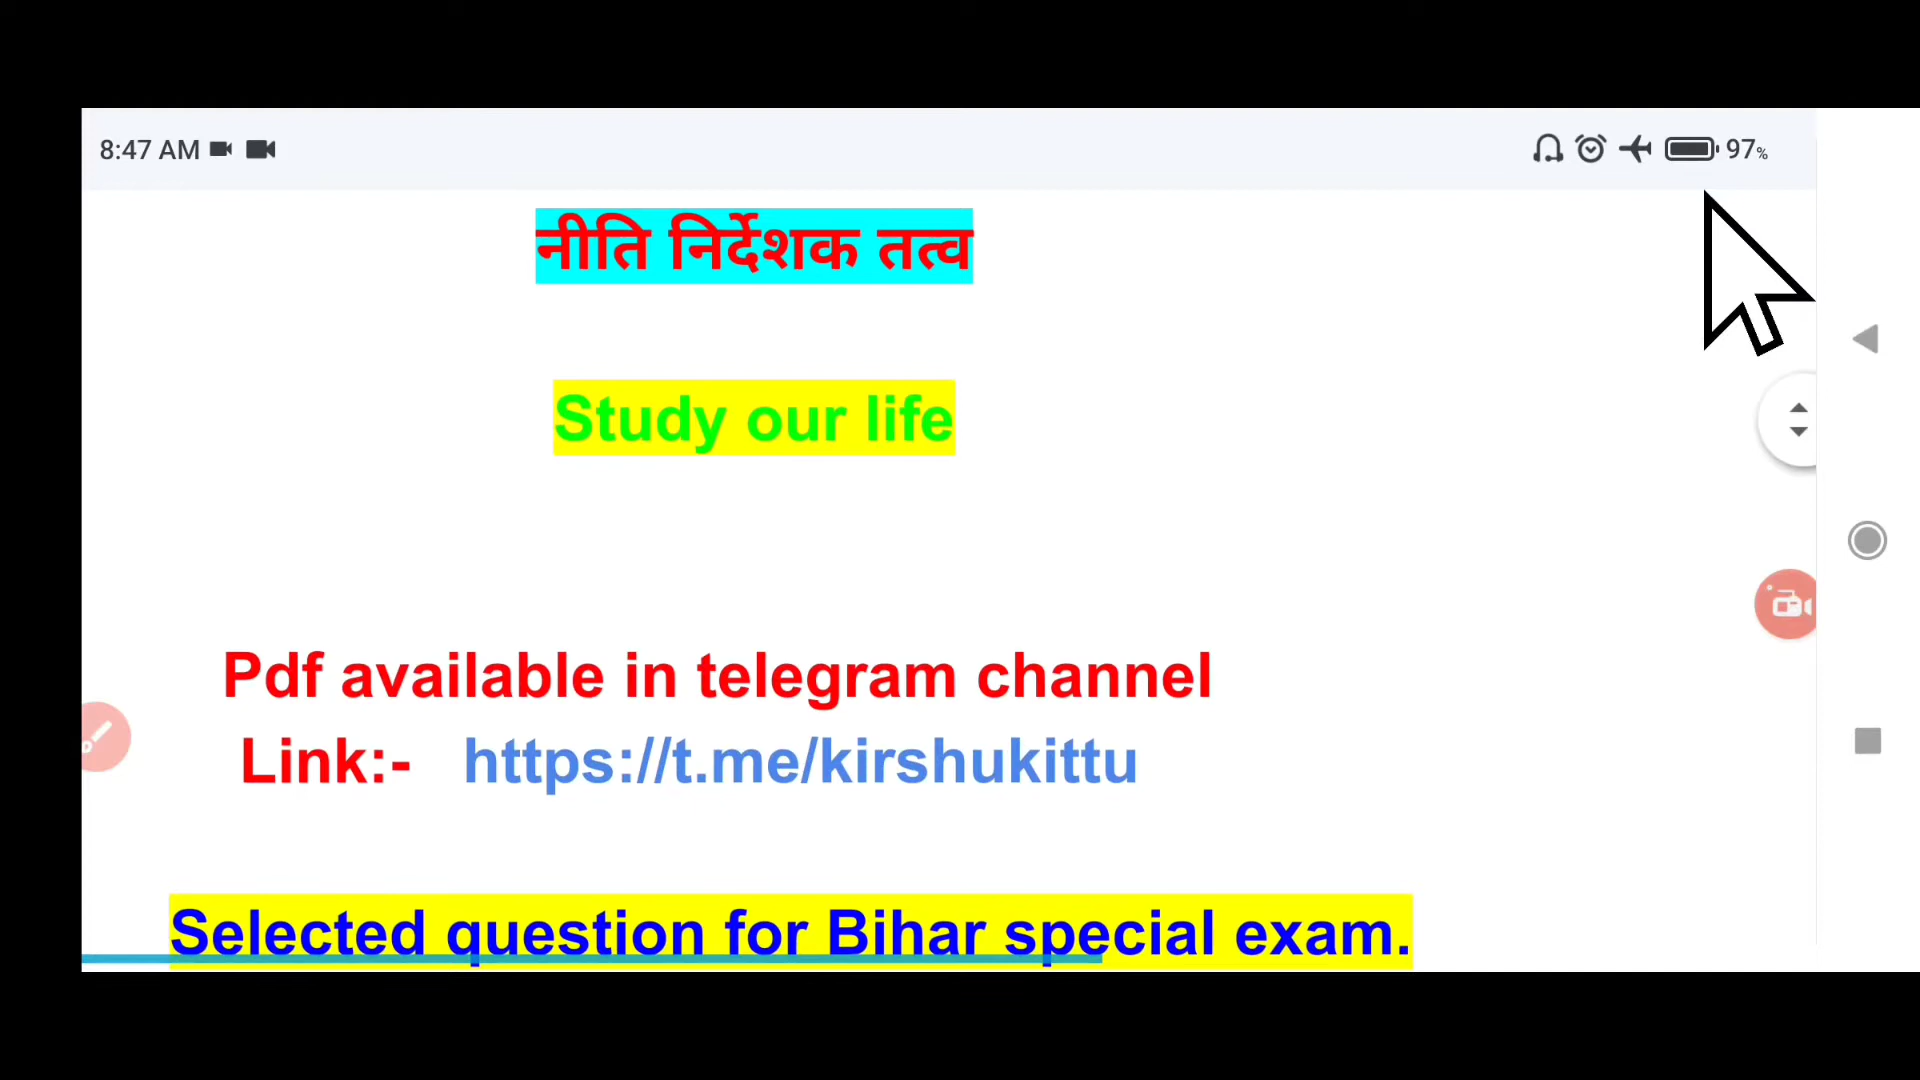 8:47 AM
97%
नीति निर्देशक तत्व
Study our life
Pdf available in telegram channel
Link:- https://t.me/kirshukittu
Selected question for Bihar special exam.